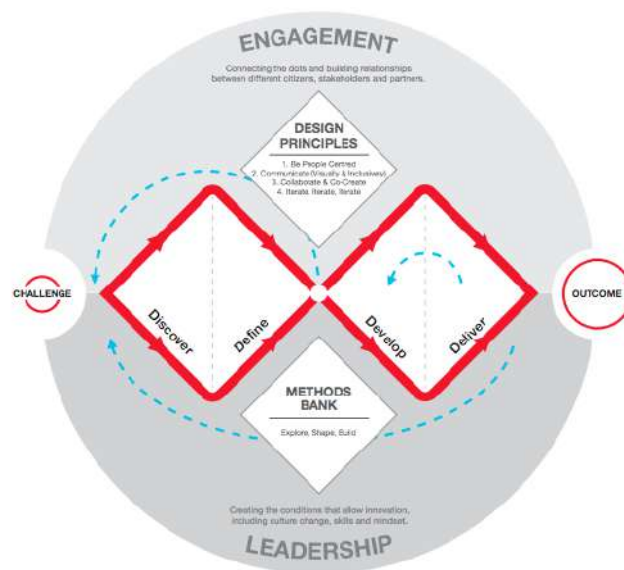 ENGAGEMENT
Connecting the dots and building relationships
between different citizens, stakeholders and partners.
DESIGN
PRINCIPLES
1. Be People Centred
2. Communicate (Visually & Inclusively)
3. Collaborate & Co-Create
4. Iterate, Iterate, Iterate
CHALLENGE
OUTCOME
Discover
Define
Develop
Deliver
METHODS
BANK
Explore, Shape, Build
Creating the conditions that allow innovation,
including culture change, skills and mindset.
LEADERSHIP